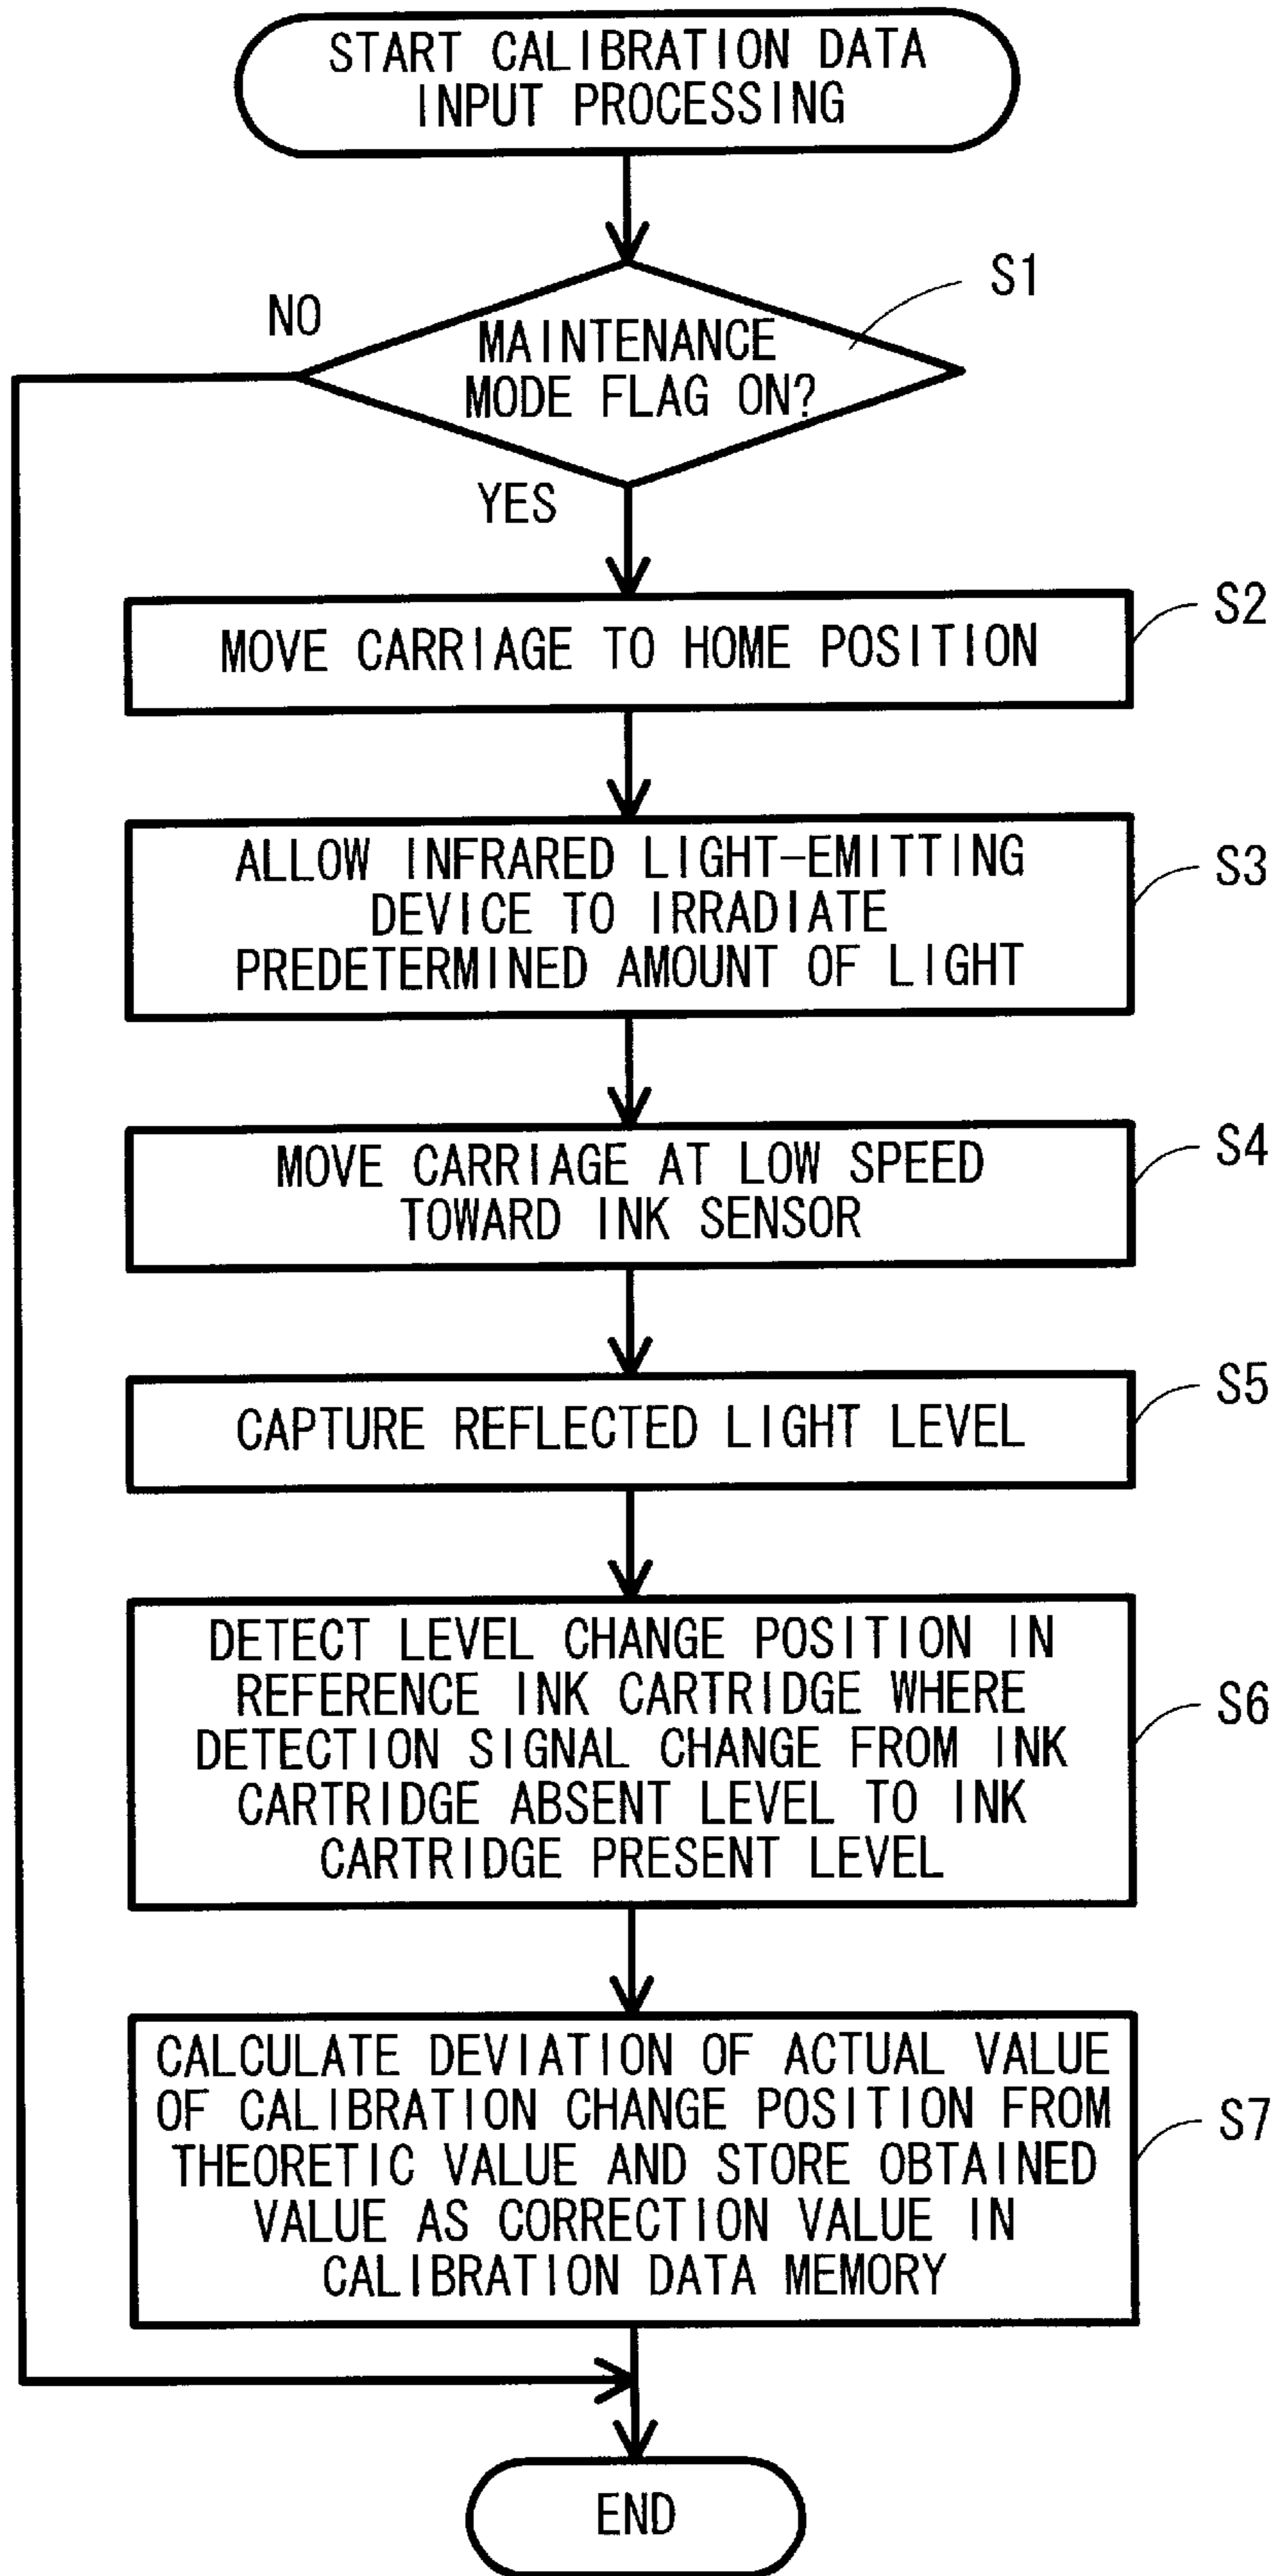 START CALIBRATION DATA
INPUT PROCESSING
S1
NO
MAINTENANCE
MODE FLAG ON?
YES
S2
MOVE CARRIAGE TO HOME POSITION
S3
ALLOW INFRARED LIGHT-EMITTING
DEVICE TO IRRADIATE
PREDETERMINED AMOUNT OF LIGHT
S4
MOVE CARRIAGE AT LOW SPEED
TOWARD INK SENSOR
S5
CAPTURE REFLECTED LIGHT LEVEL
S6
DETECT LEVEL CHANGE POSITION IN
REFERENCE INK CARTRIDGE WHERE
DETECTION SIGNAL CHANGE FROM INK
CARTRIDGE ABSENT LEVEL TO INK
CARTRIDGE PRESENT LEVEL
S7
CALCULATE DEVIATION OF ACTUAL VALUE
OF CALIBRATION CHANGE POSITION FROM
THEORETIC VALUE AND STORE OBTAINED
VALUE AS CORRECTION VALUE IN
CALIBRATION DATA MEMORY
END